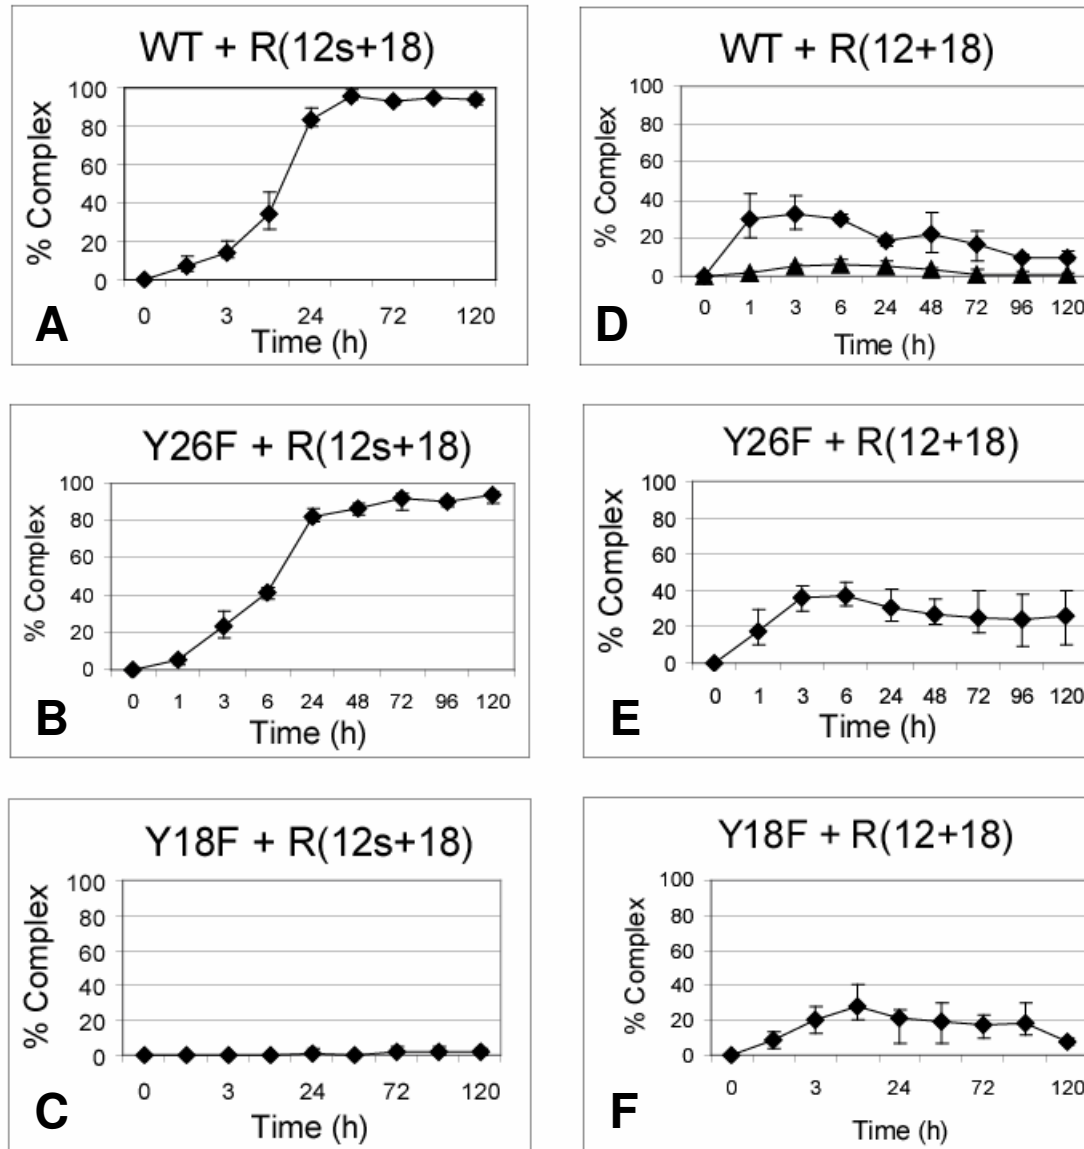 WT + R(12s+18)
% Complex
100
80
60
40
20
0
0 3 24 72 120
Time (h)
A
WT + R(12+18)
% Complex
100
80
60
40
20
0
0 1 3 6 24 48 72 96 120
Time (h)
D
Y26F + R(12s+18)
% Complex
100
80
60
40
20
0
0 1 3 6 24 48 72 96 120
Time (h)
B
Y26F + R(12+18)
% Complex
100
80
60
40
20
0
0 1 3 6 24 48 72 96 120
Time (h)
E
Y18F + R(12s+18)
% Complex
100
80
60
40
20
0
0 3 24 72 120
Time (h)
C
Y18F + R(12+18)
% Complex
100
80
60
40
20
0
0 3 24 72 120
Time (h)
F